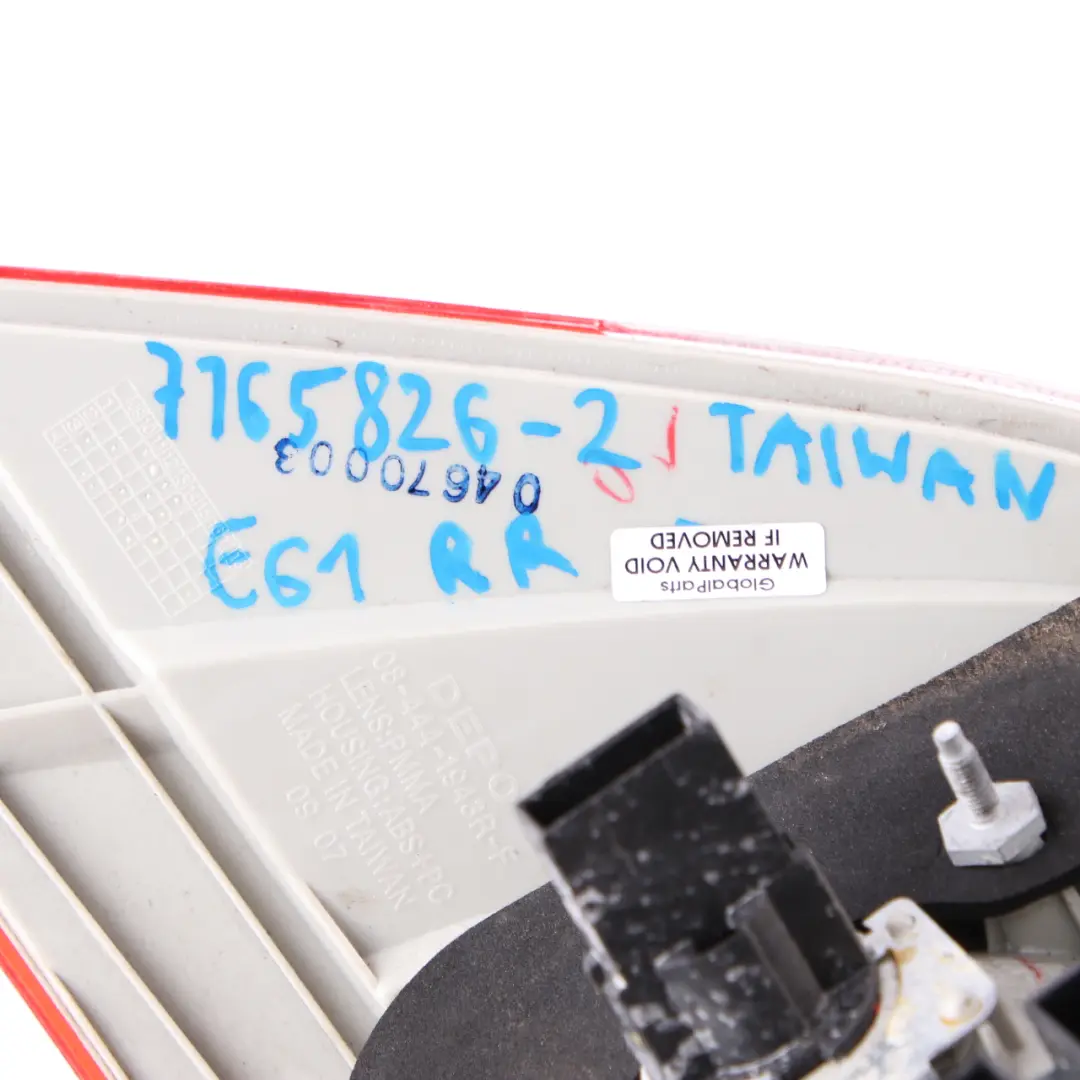 7165826-2 TAIWAN
04670003
E61 RR
GlobalParts
WARRANTY VOID
IF REMOVED
DEPO
08-444-1948R-F
LENS:PMMA
HOUSING:ABS+PC
MADE IN TAIWAN
09 07